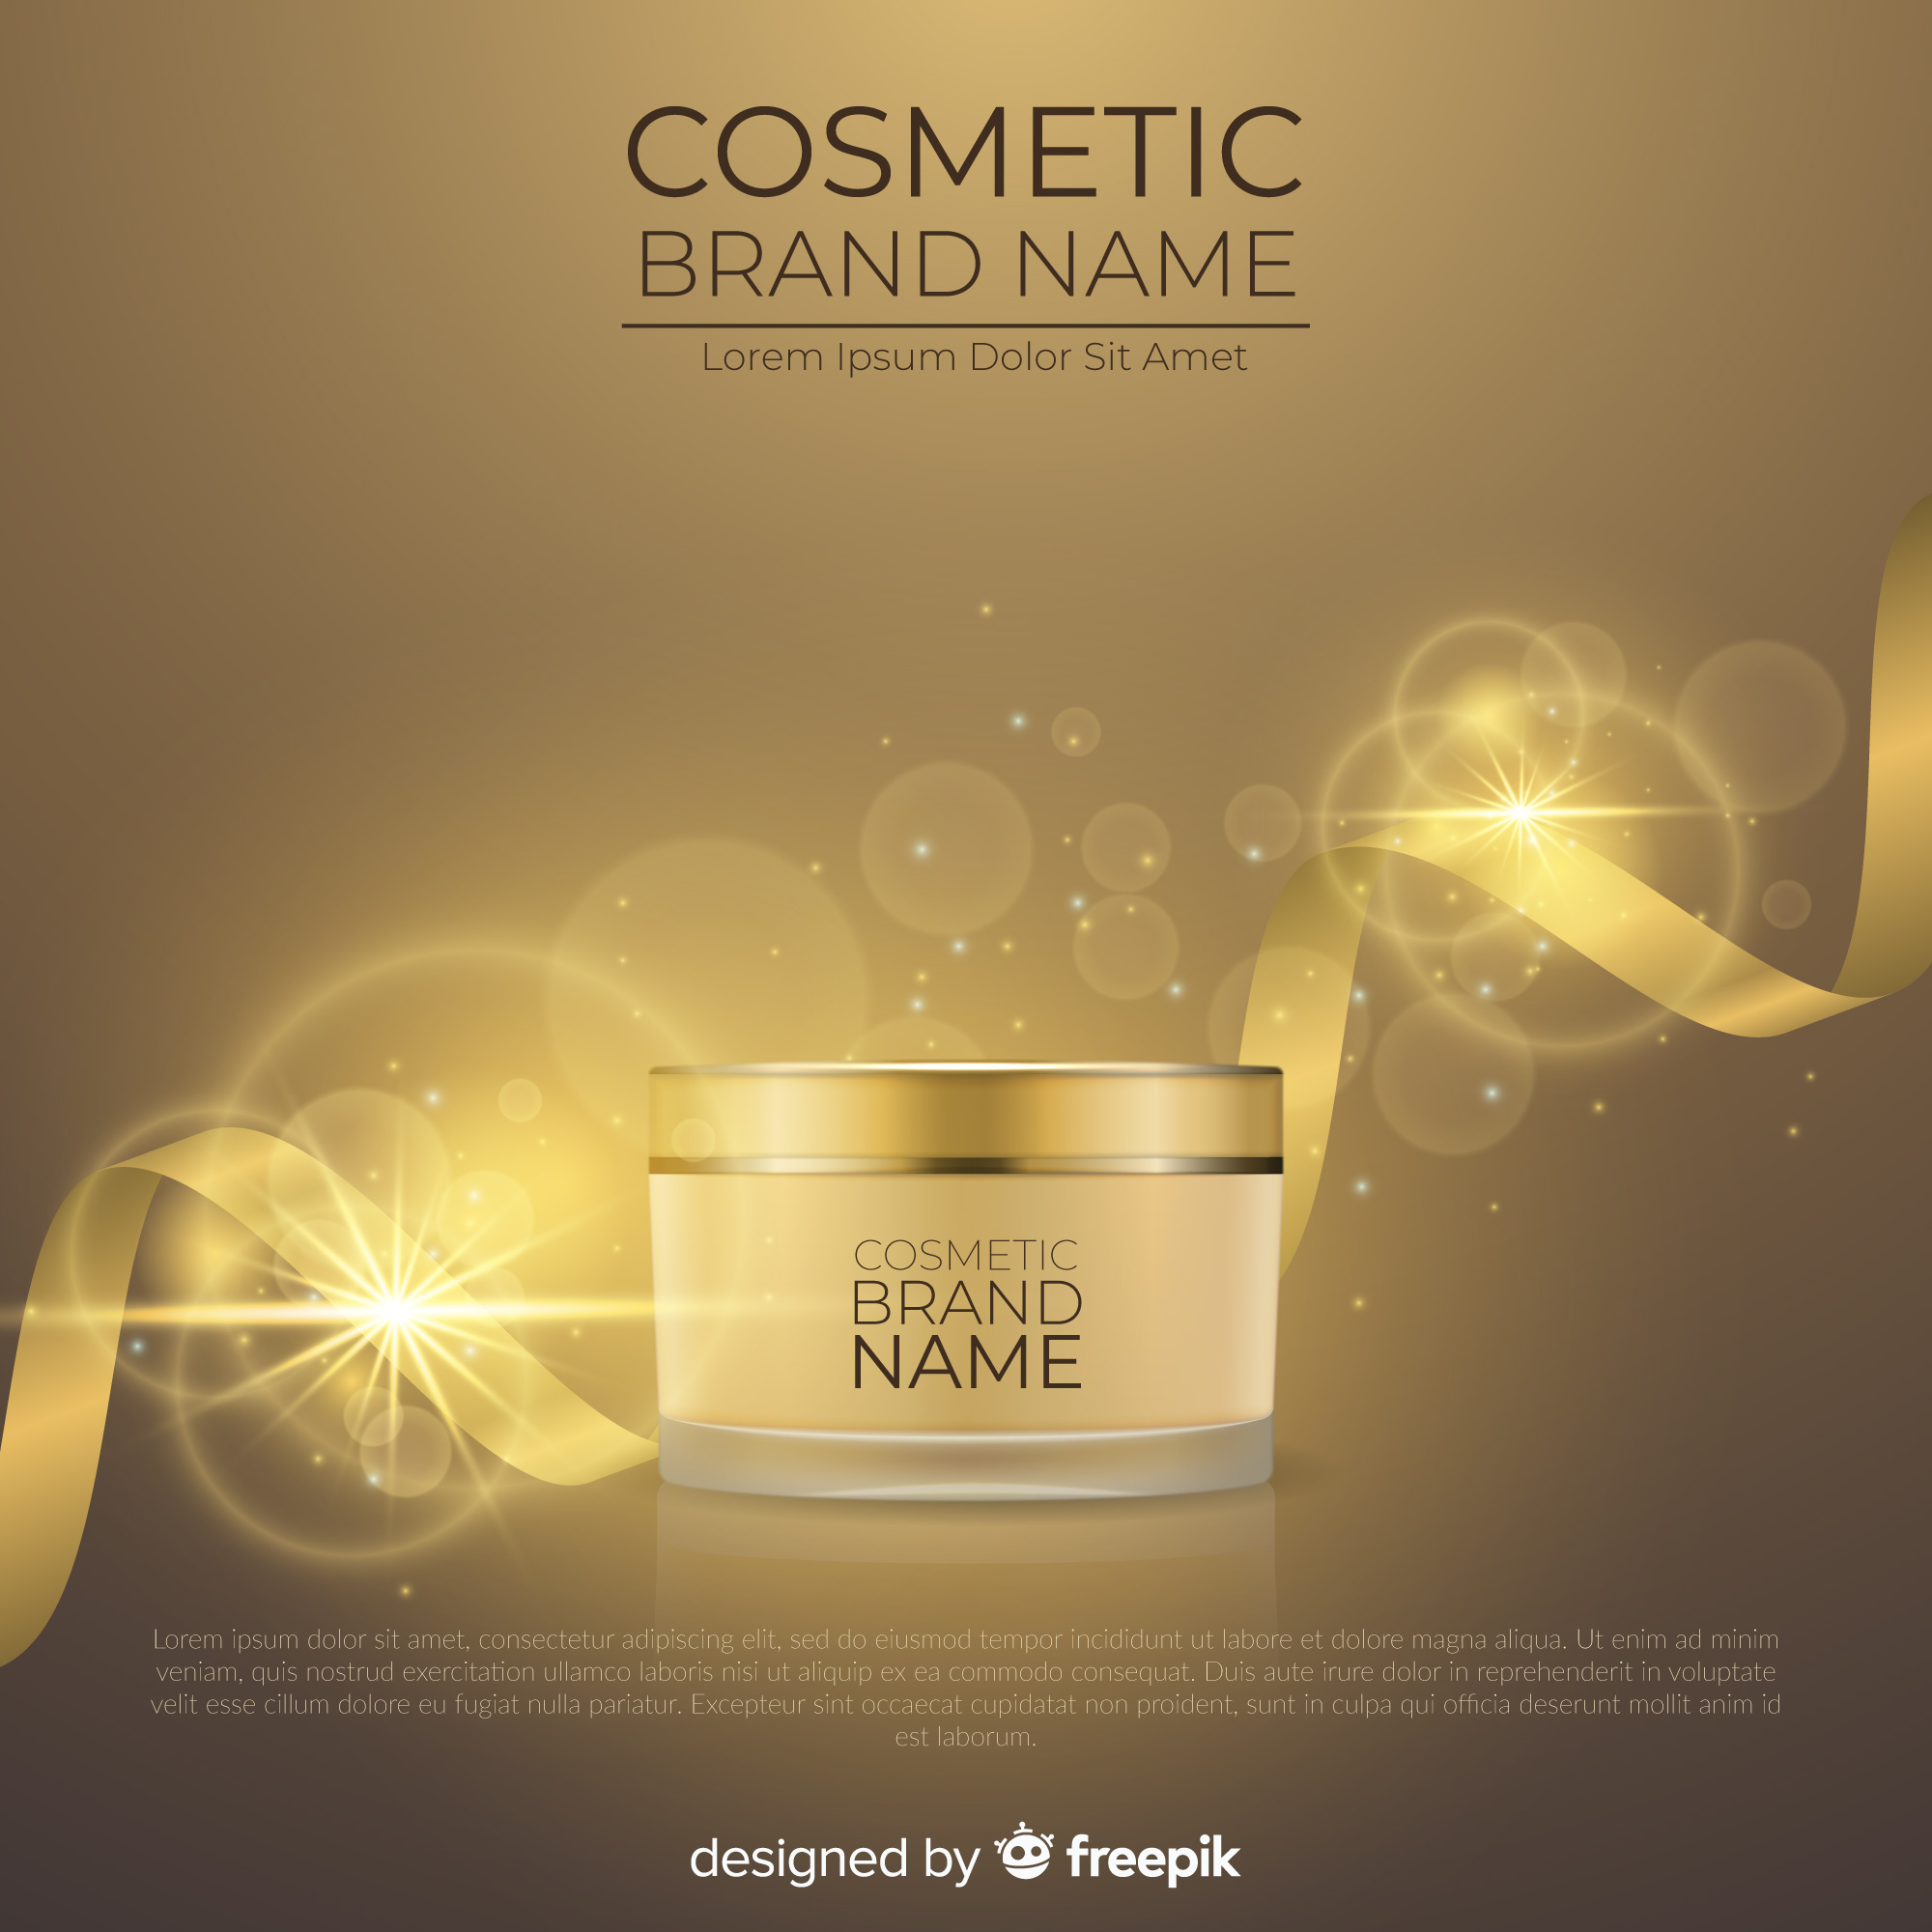 COSMETIC
BRAND NAME
Lorem Ipsum Dolor Sit Amet
COSMETIC
BRAND
NAME
Lorem ipsum dolor sit amet, consectetur adipiscing elit, sed do eiusmod tempor incididunt ut labore et dolore magna aliqua. Ut enim ad minim
veniam, quis nostrud exercitation ullamco laboris nisi ut aliquip ex ea commodo consequat. Duis aute irure dolor in reprehenderit in voluptate
velit esse cillum dolore eu fugiat nulla pariatur. Excepteur sint occaecat cupidatat non proident, sunt in culpa qui officia deserunt mollit anim id
est laborum.
designed by freepik